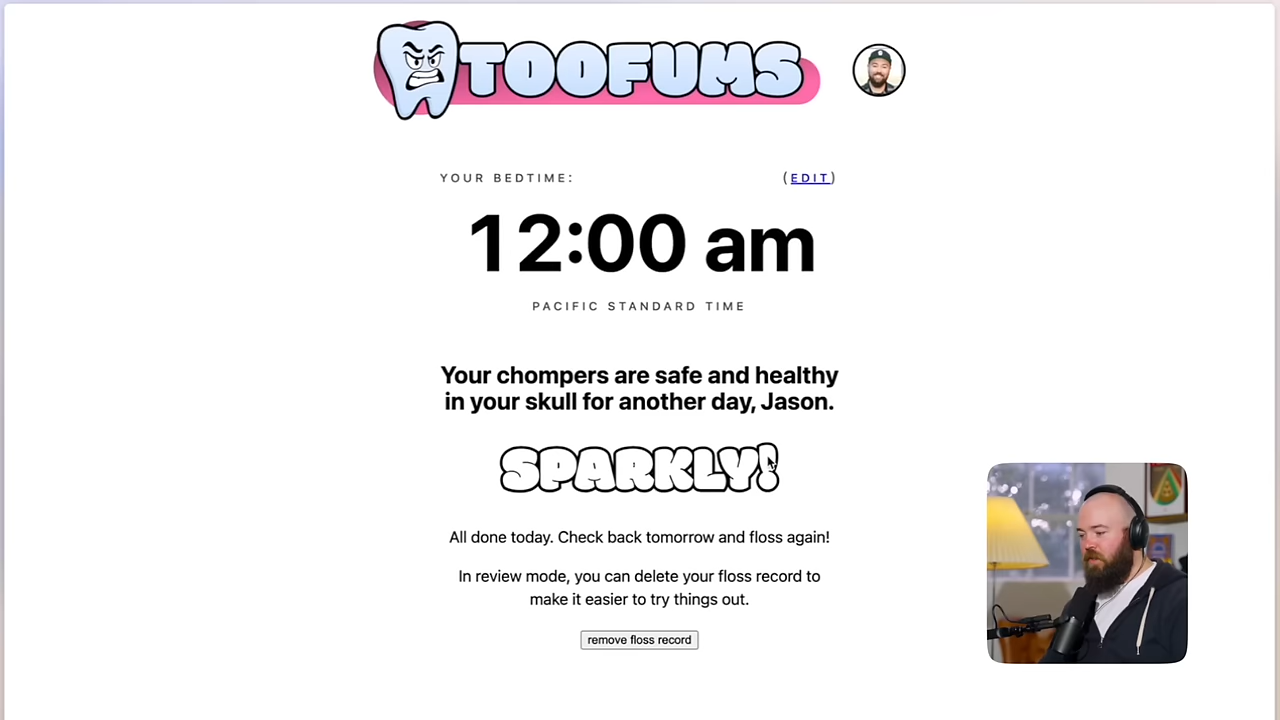 TOOFUMS
YOUR BEDTIME:
(EDIT)
12:00 am
PACIFIC STANDARD TIME
Your chompers are safe and healthy
in your skull for another day, Jason.
SPARKLY!
All done today. Check back tomorrow and floss again!
In review mode, you can delete your floss record to
make it easier to try things out.
remove floss record